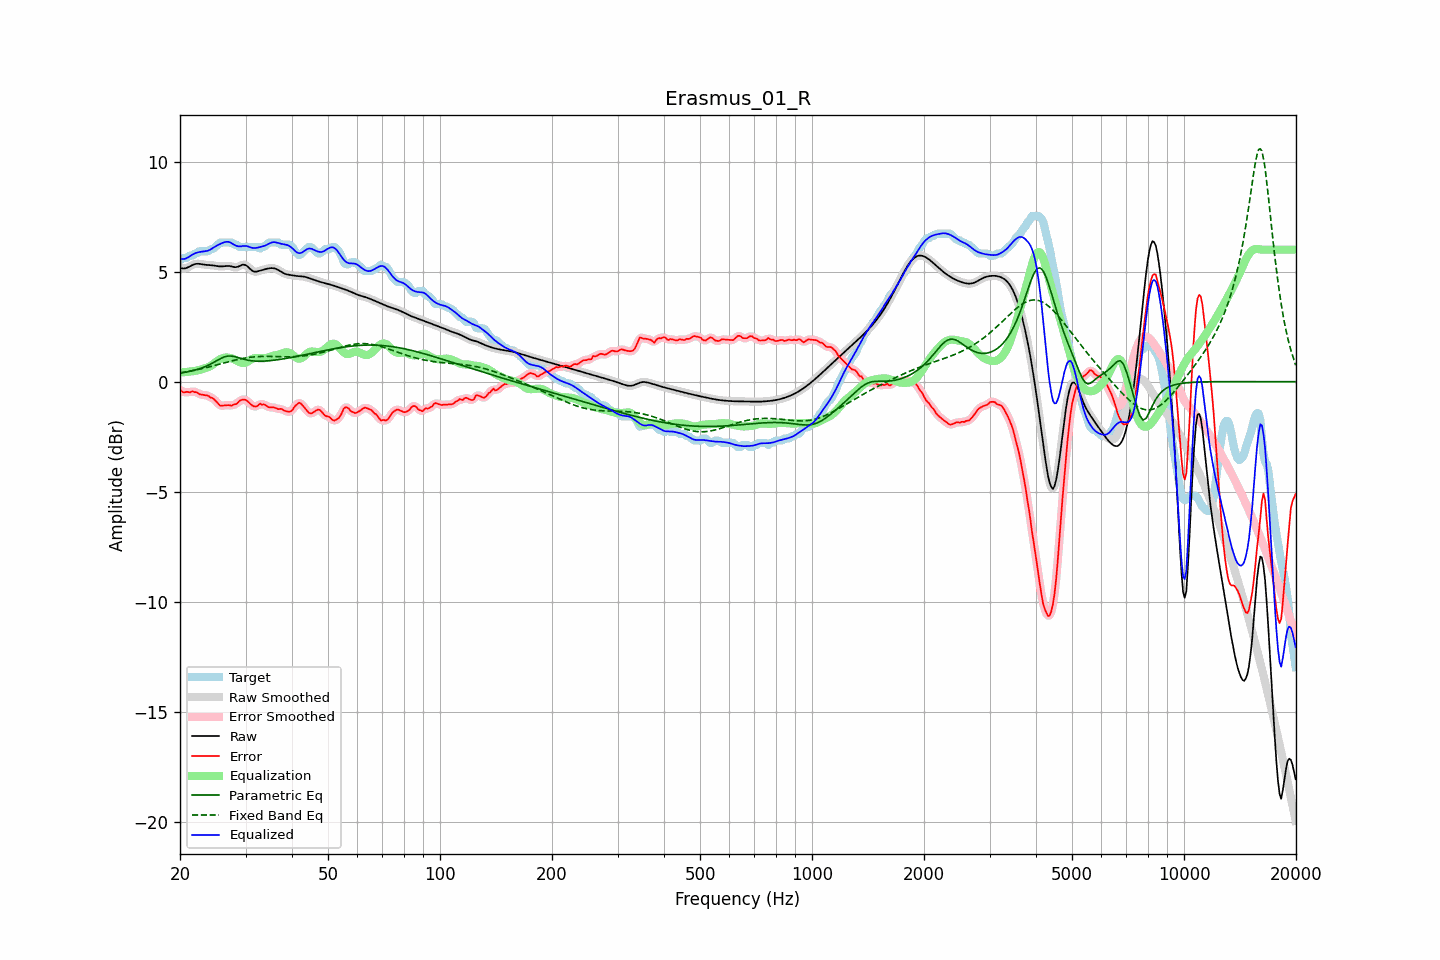 Erasmus_01_R
10
5
0
−5
−10
−15
−20
Amplitude (dBr)
Target
Raw Smoothed
Error Smoothed
Raw
Error
Equalization
Parametric Eq
Fixed Band Eq
Equalized
20 50 100 200 500 1000 2000 5000 10000 20000
Frequency (Hz)